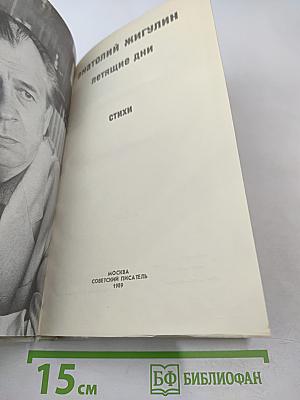 АНАТОЛИЙ ЖИГУЛИН
ЛЕТЯЩИЕ ДНИ
СТИХИ
МОСКВА
СОВЕТСКИЙ ПИСАТЕЛЬ
1989
15 СМ
БФ БИБЛИОФАН